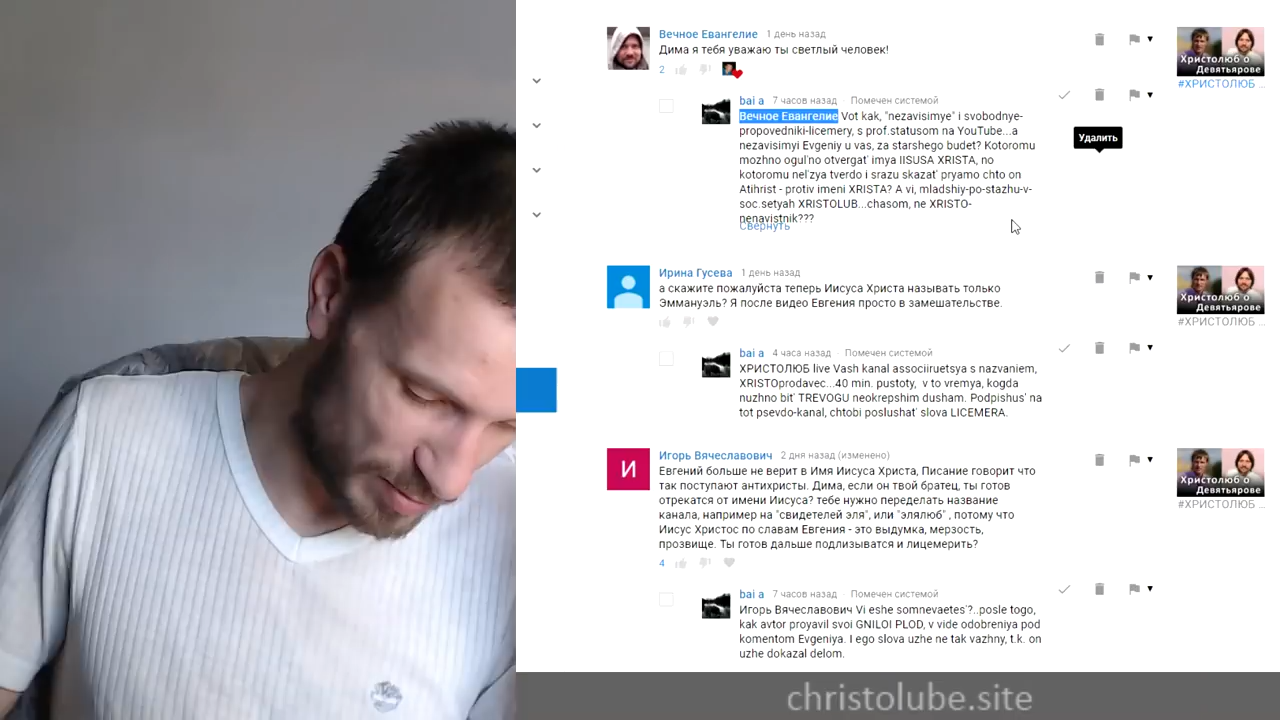 Вечное Евангелие 1 день назад
Дима я тебя уважаю ты светлый человек!
2
bai a 7 часов назад · Помечен системой
Вечное Евангелие Vot kak, "nezavisimye" i svobodnye-
propovedniki-licemery, s prof.statusom na YouTube...a
nezavisimyi Evgeniy u vas, za starshego budet? Kotoromu
mozhno ogul'no otvergat' imya IISUSA XRISTA, no
kotoromu nel'zya tverdo i srazu skazat' pryamo chto on
Atihrist - protiv imeni XRISTA? A vi, mladshiy-po-stazhu-v-
soc.setyah XRISTOLUB...chasom, ne XRISTO-
nenavistnik???
Свернуть
Удалить
Христолюб о
Девятьярове
#ХРИСТОЛЮБ ...
Ирина Гусева 1 день назад
а скажите пожалуйста теперь Иисуса Христа называть только
Эммануэль? Я после видео Евгения просто в замешательстве.
Христолюб о
Девятьярове
#ХРИСТОЛЮБ ...
bai a 4 часа назад · Помечен системой
ХРИСТОЛЮБ live Vash kanal associiruetsya s nazvaniem,
XRISTOprodavec...40 min. pustoty, v to vremya, kogda
nuzhno bit' TREVOGU neokrepshim dusham. Podpishus' na
tot psevdo-kanal, chtobi poslushat' slova LICEMERA.
И
Игорь Вячеславович 2 дня назад (изменено)
Евгений больше не верит в Имя Иисуса Христа, Писание говорит что
так поступают антихристы. Дима, если он твой братец, ты готов
отрекатся от имени Иисуса? тебе нужно переделать название
канала, например на "свидетелей эля", или "элялюб" , потому что
Иисус Христос по славам Евгения - это выдумка, мерзость,
прозвище. Ты готов дальше подлизыватся и лицемерить?
4
Христолюб о
Девятьярове
#ХРИСТОЛЮБ ...
bai a 7 часов назад · Помечен системой
Игорь Вячеславович Vi eshe somnevaetes'?..posle togo,
kak avtor proyavil svoi GNILOI PLOD, v vide odobreniya pod
komentom Evgeniya. I ego slova uzhe ne tak vazhny, t.k. on
uzhe dokazal delom.
christolube.site